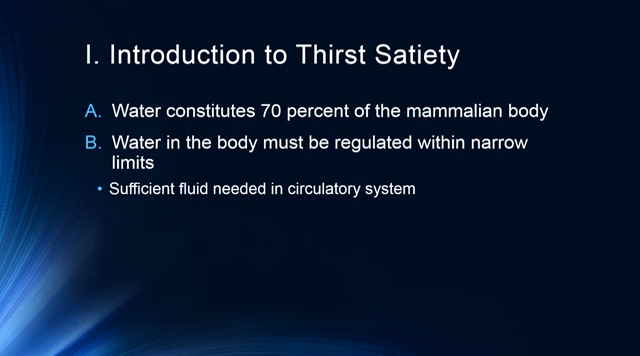 I. Introduction to Thirst Satiety
A. Water constitutes 70 percent of the mammalian body
B. Water in the body must be regulated within narrow
limits
• Sufficient fluid needed in circulatory system